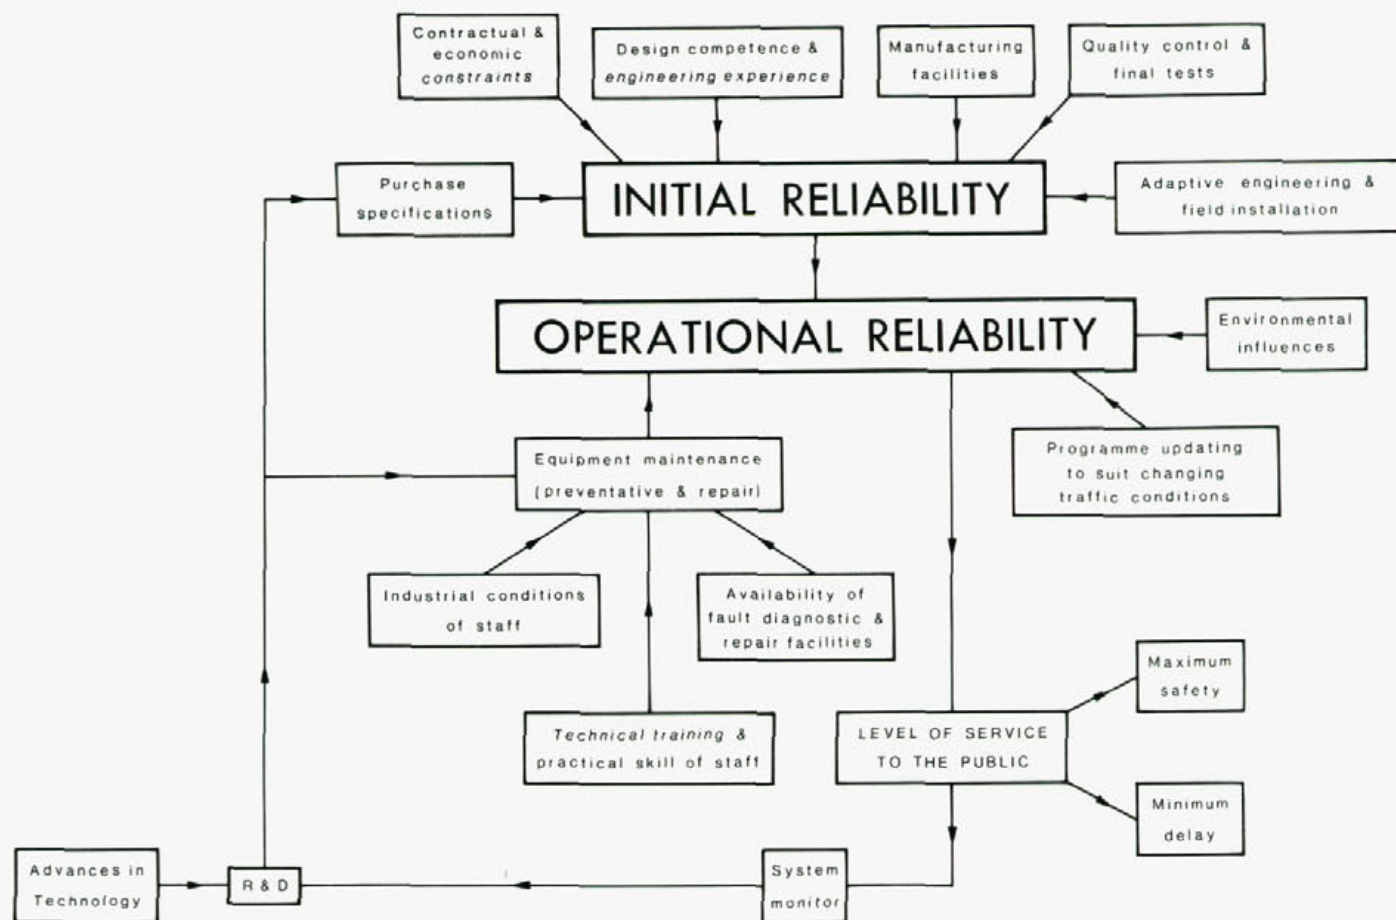 Contractual &
economic
constraints
Design competence &
engineering experience
Manufacturing
facilities
Quality control &
final tests
Purchase
specifications
INITIAL RELIABILITY
Adaptive engineering &
field installation
OPERATIONAL RELIABILITY
Environmental
influences
Equipment maintenance
(preventative & repair)
Programme updating
to suit changing
traffic conditions
Industrial conditions
of staff
Availability of
fault diagnostic &
repair facilities
Technical training &
practical skill of staff
LEVEL OF SERVICE
TO THE PUBLIC
Maximum
safety
Minimum
delay
Advances in
Technology
R & D
System
monitor